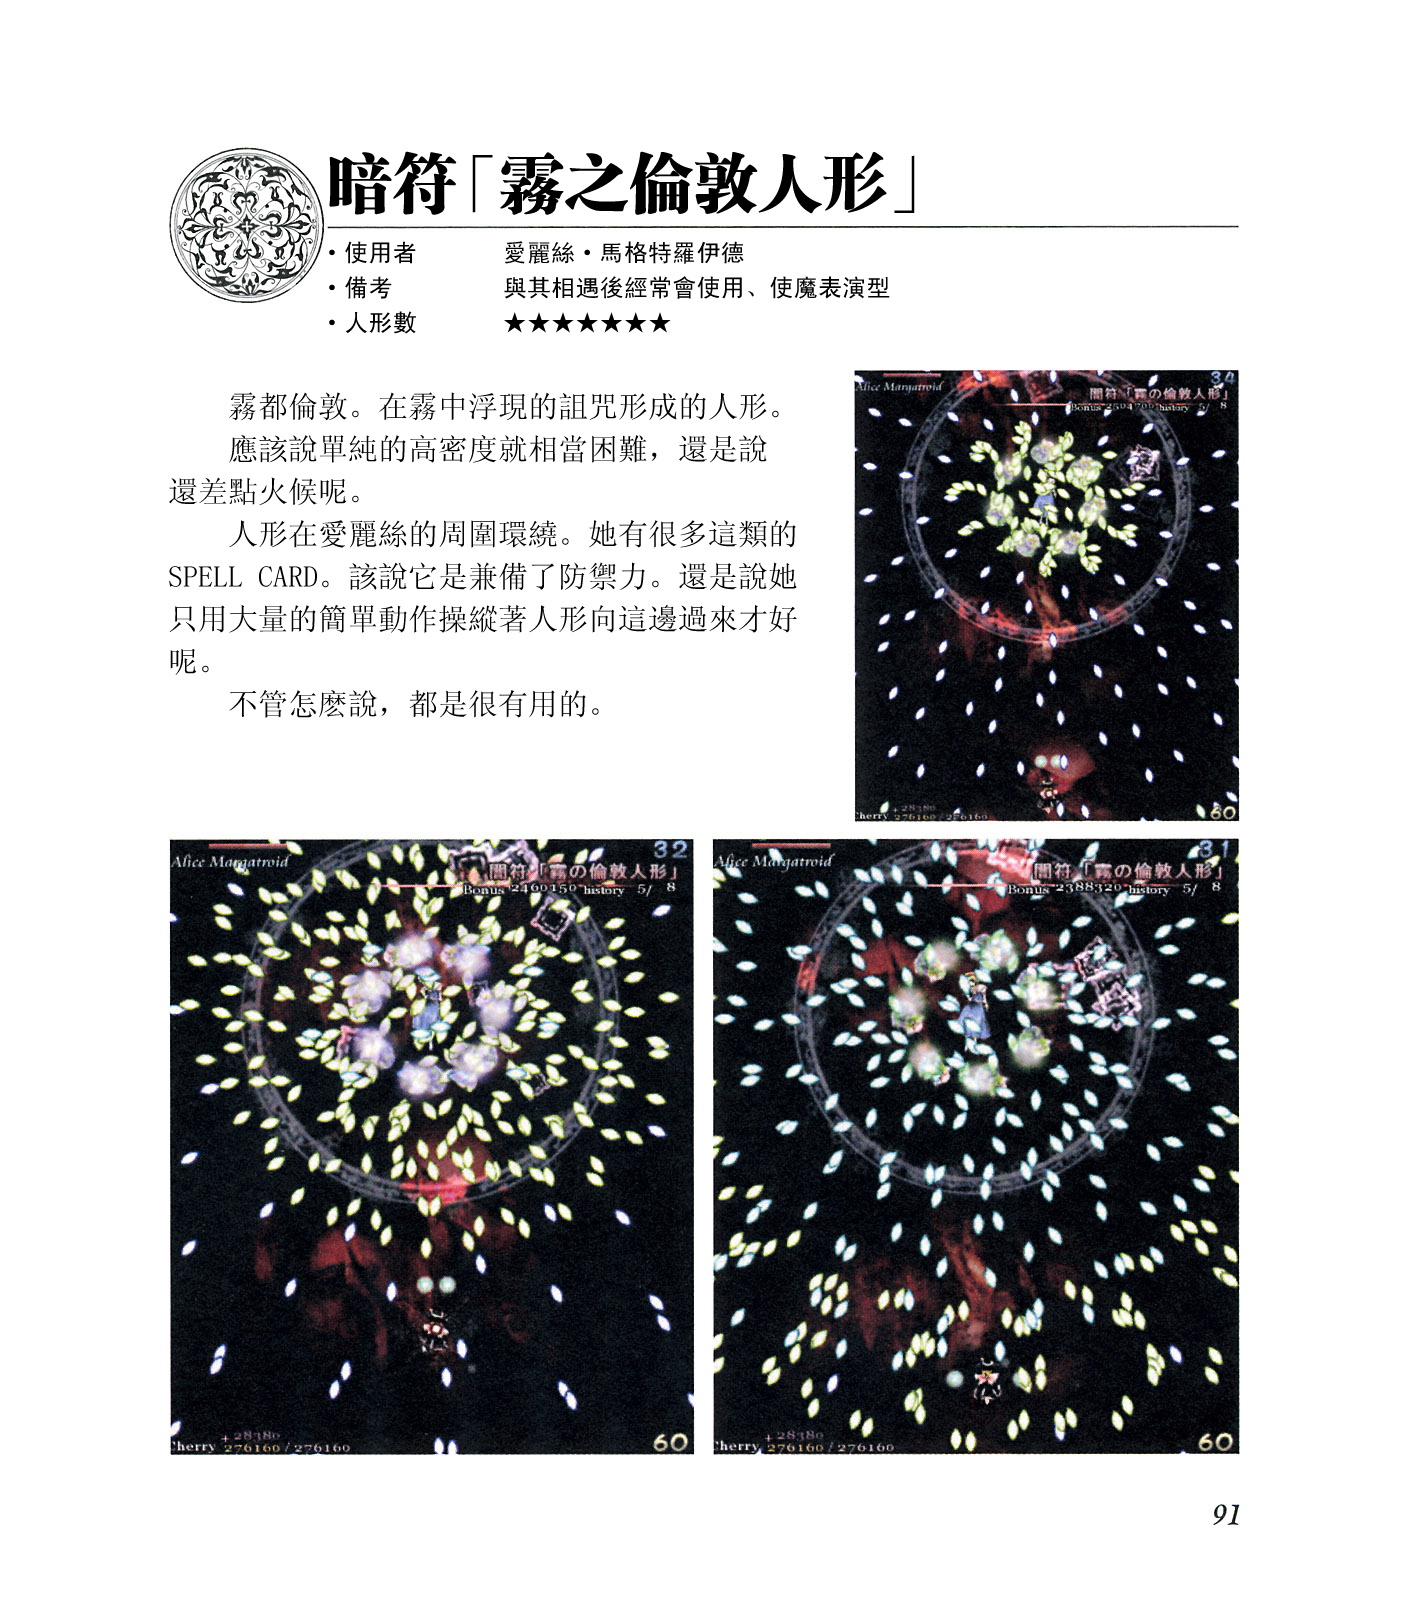 暗符「霧之倫敦人形」
・使用者 愛麗絲・馬格特羅伊德
・備考 與其相遇後經常會使用、使魔表演型
・人形數 ★★★★★★★
霧都倫敦。在霧中浮現的詛咒形成的人形。
應該說單純的高密度就相當困難，還是說
還差點火候呢。
人形在愛麗絲的周圍環繞。她有很多這類的
SPELL CARD。該說它是兼備了防禦力。還是說她
只用大量的簡單動作操縱著人形向這邊過來才好
呢。
不管怎麼說，都是很有用的。
34
Alice Margatroid
闇符「霧の倫敦人形」
Bonus 2504700 history 5/ 8
+28380
Cherry 276160/276160
60
32
Alice Margatroid
闇符「霧の倫敦人形」
Bonus 2460150 history 5/ 8
+28380
Cherry 276160/276160
60
31
Alice Margatroid
闇符「霧の倫敦人形」
Bonus 2388320 history 5/ 8
+28380
Cherry 276160/276160
60
91